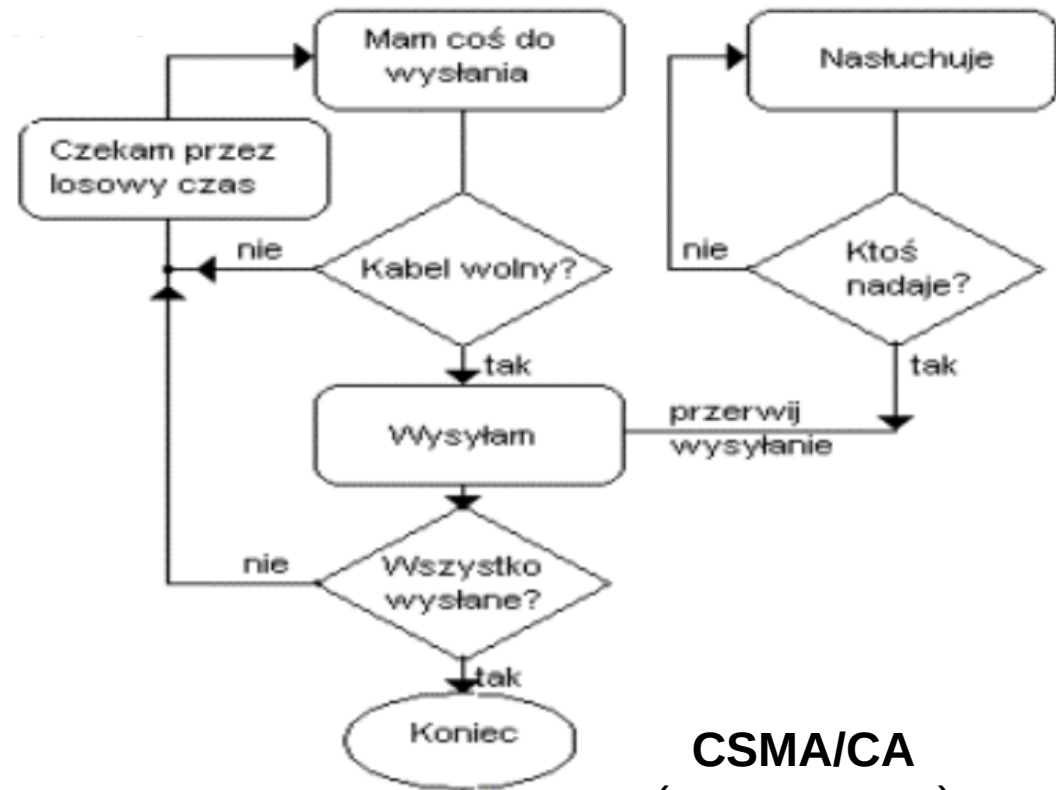 Mam coś do
wysłania
Nasłuchuje
Czekam przez
losowy czas
nie
Kabel wolny?
nie
Ktoś
nadaje?
tak
tak
Wysyłam
przerwij
wysyłanie
nie
Wszystko
wysłane?
tak
Koniec
CSMA/CA